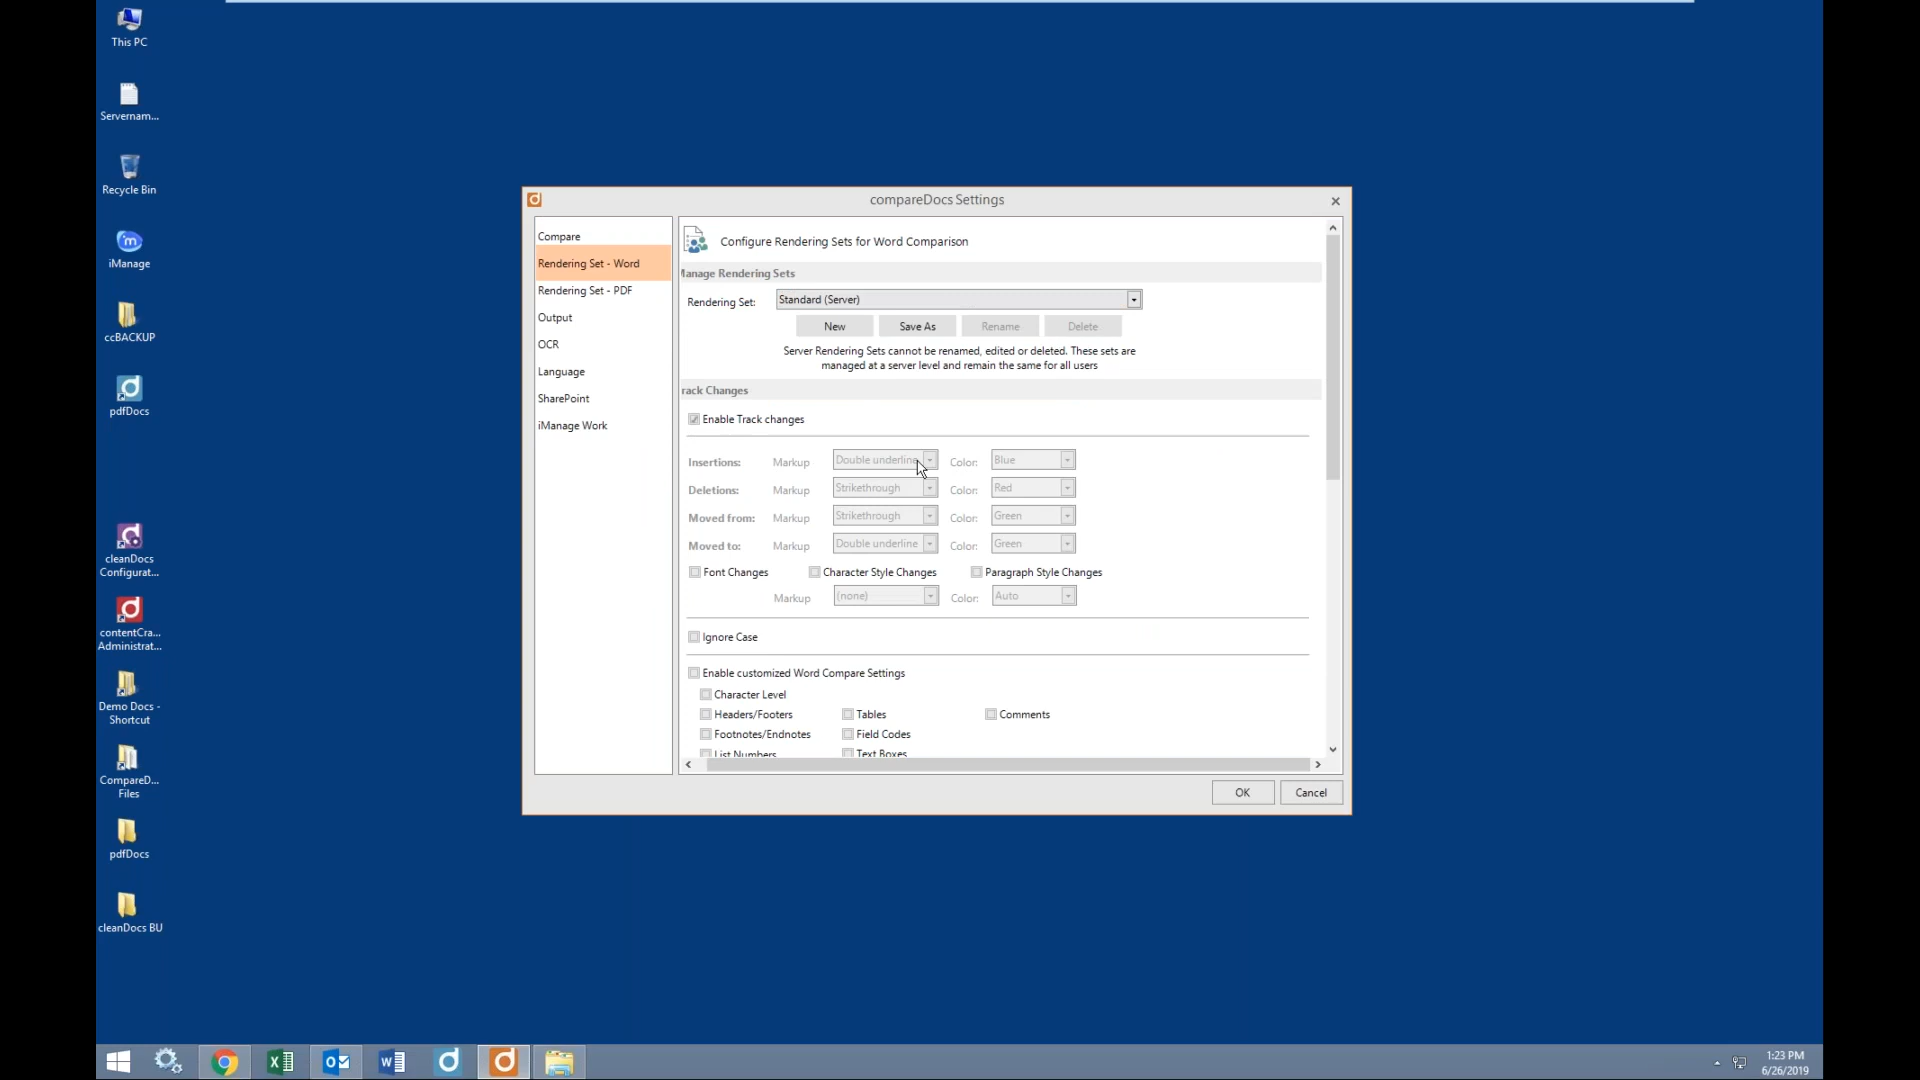 This PC
Servernam...
Recycle Bin
iManage
ccBACKUP
pdfDocs
cleanDocs
Configurat...
contentCra...
Administrat...
Demo Docs -
Shortcut
CompareD...
Files
pdfDocs
cleanDocs BU
compareDocs Settings
Compare
Rendering Set - Word
Rendering Set - PDF
Output
OCR
Language
SharePoint
iManage Work
Configure Rendering Sets for Word Comparison
Manage Rendering Sets
Rendering Set: Standard (Server)
New Save As Rename Delete
Server Rendering Sets cannot be renamed, edited or deleted. These sets are
managed at a server level and remain the same for all users
rack Changes
Enable Track changes
Insertions: Markup Double underline Color: Blue
Deletions: Markup Strikethrough Color: Red
Moved from: Markup Strikethrough Color: Green
Moved to: Markup Double underline Color: Green
Font Changes Character Style Changes Paragraph Style Changes
Markup (none) Color: Auto
Ignore Case
Enable customized Word Compare Settings
Character Level
Headers/Footers Tables Comments
Footnotes/Endnotes Field Codes
List Numbers Text Boxes
OK Cancel
1:23 PM
6/26/2019